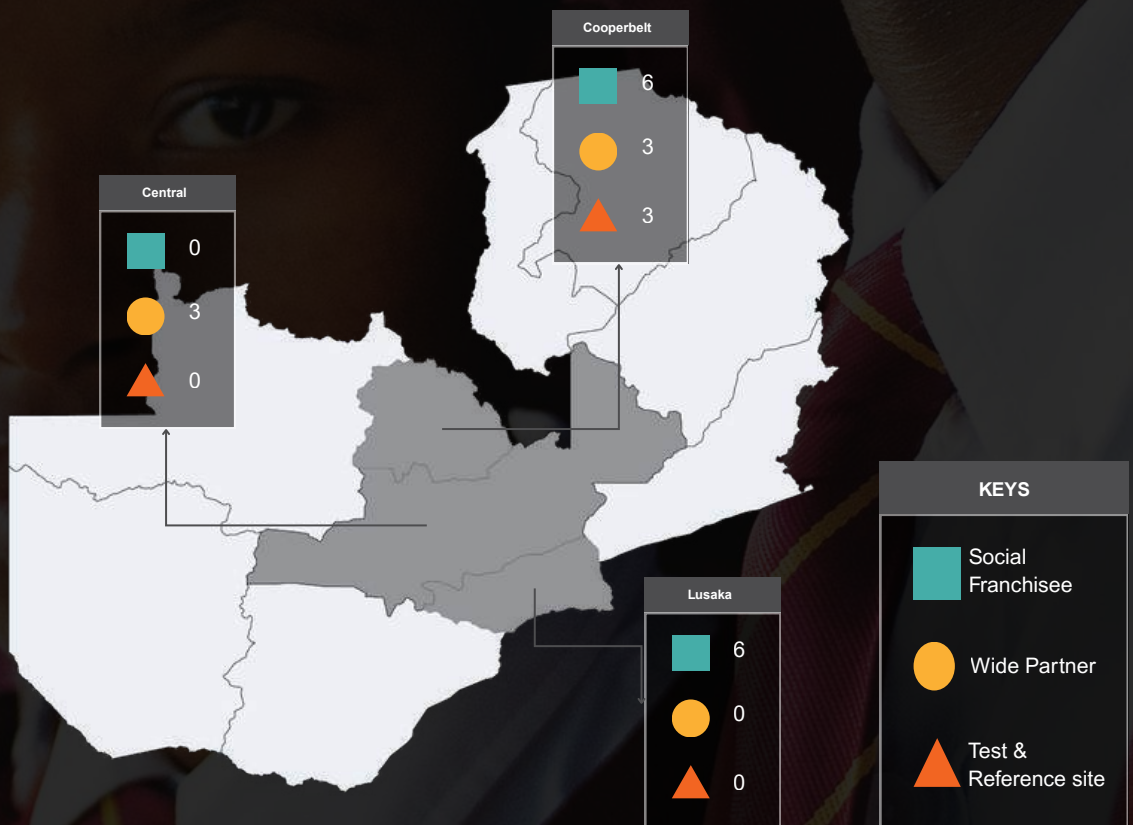 Cooperbelt
6
3
3
Central
0
3
0
KEYS
Social
Franchisee
Wide Partner
Test &
Reference site
Lusaka
6
0
0